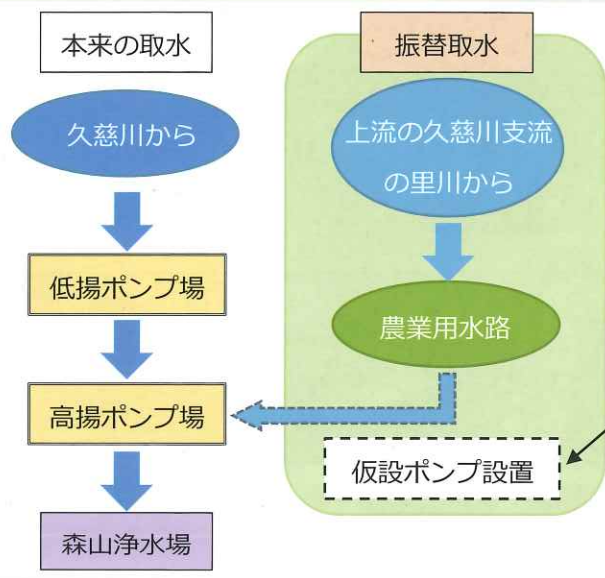 本来の取水
久慈川から
低揚ポンプ場
高揚ポンプ場
森山浄水場
振替取水
上流の久慈川支流
の里川から
農業用水路
仮設ポンプ設置